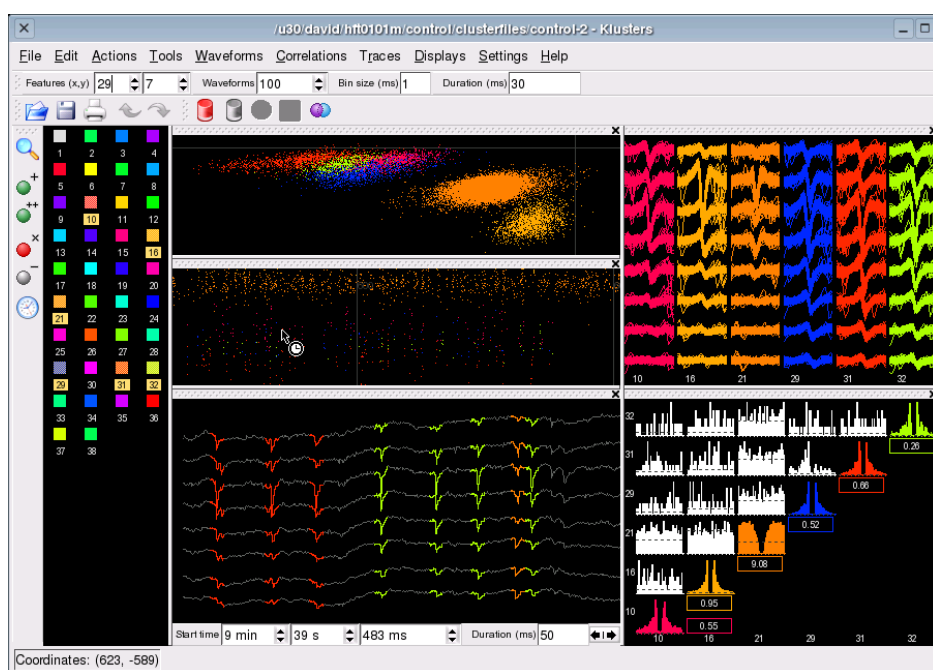 /u30/david/hft0101m/control/clusterfiles/control-2 - Klusters
File Edit Actions Tools Waveforms Correlations Traces Displays Settings Help
Features (x,y) 29 7 Waveforms 100 Bin size (ms) 1 Duration (ms) 30
1 2 3 4
5 6 7 8
9 10 11 12
13 14 15 16
17 18 19 20
21 22 23 24
25 26 27 28
29 30 31 32
33 34 35 36
37 38
10 16 21 29 31 32
32 0.26
31 0.66
29 0.52
21 9.08
16 0.95
10 0.55
10 16 21 29 31 32
Start time 9 min 39 s 483 ms Duration (ms) 50
Coordinates: (623, -589)